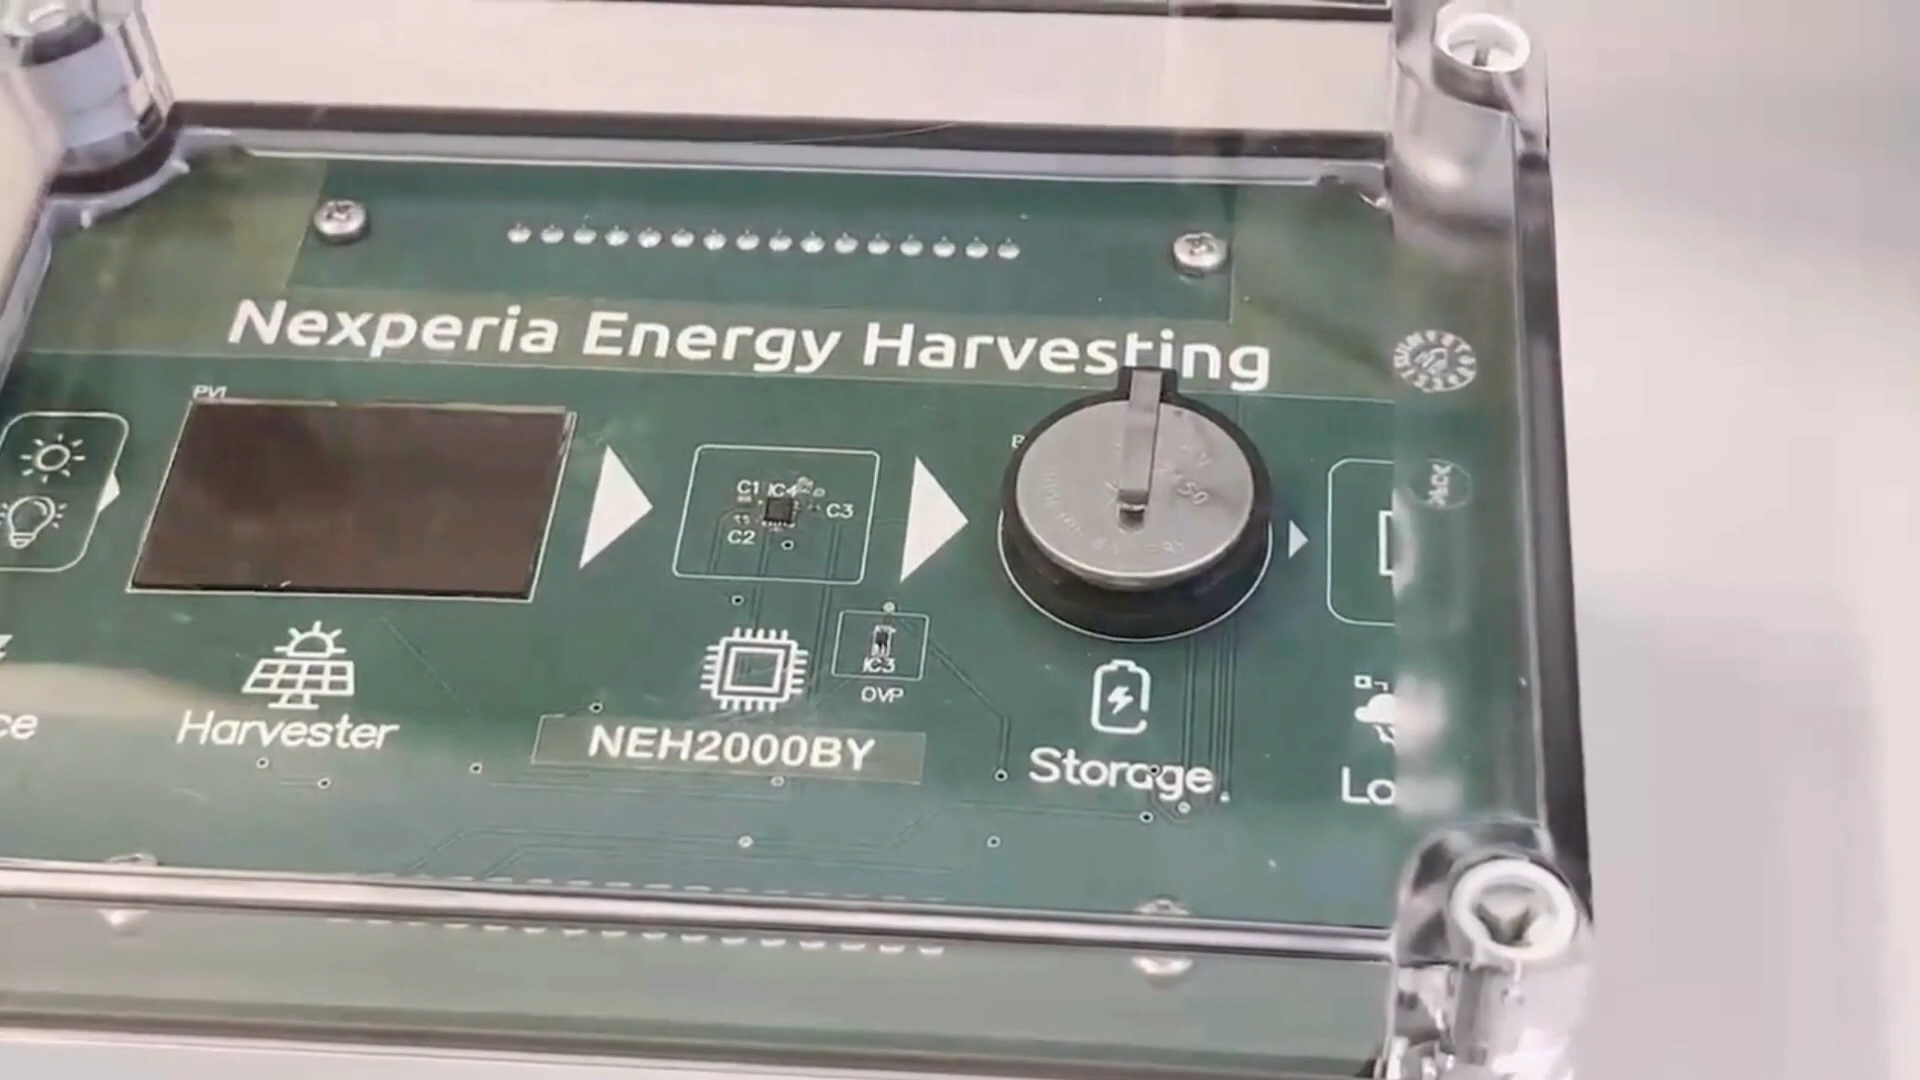 Nexperia Energy Harvesting
PV1
C1 IC4
C3
C2
IC3
OVP
Harvester
NEH2000BY
Storage